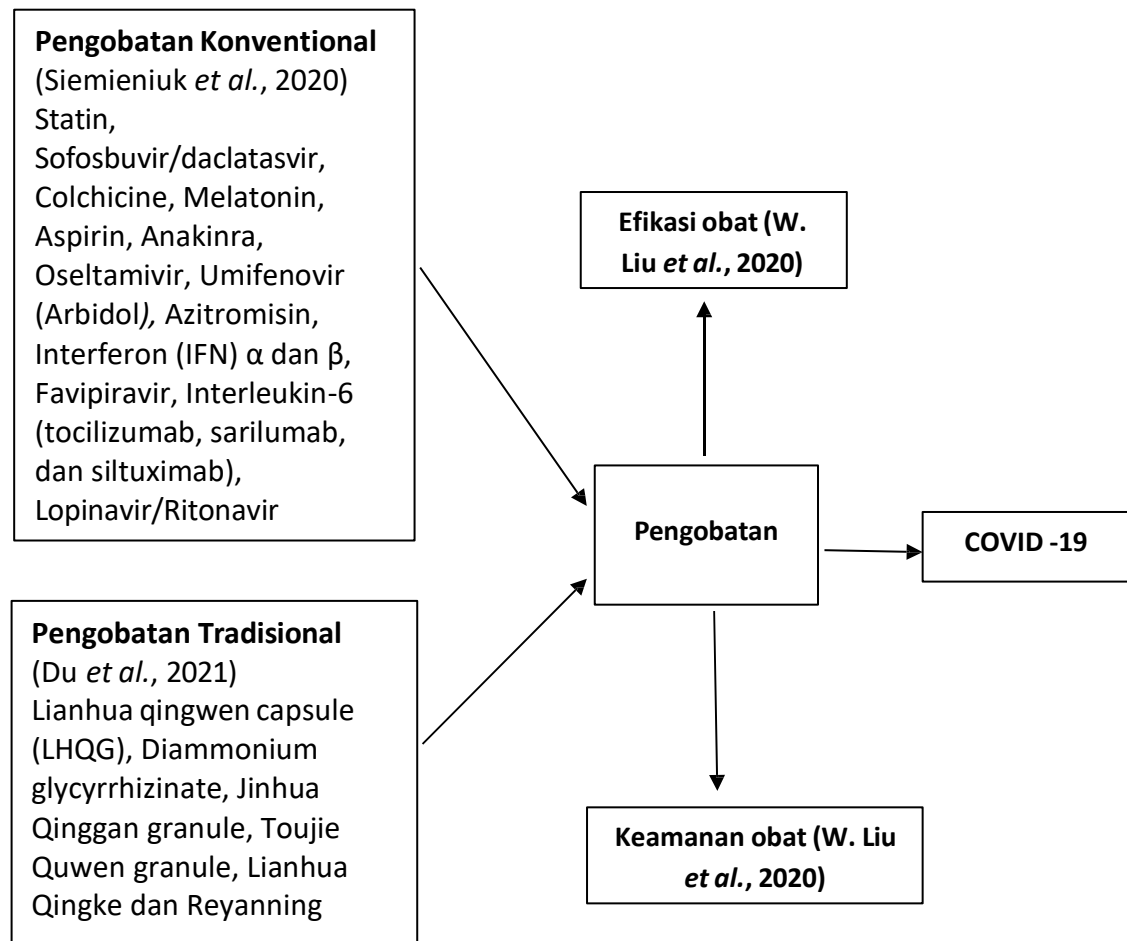 Pengobatan Konventional
(Siemieniuk et al., 2020)
Statin,
Sofosbuvir/daclatasvir,
Colchicine, Melatonin,
Aspirin, Anakinra,
Oseltamivir, Umifenovir
(Arbidol), Azitromisin,
Interferon (IFN) α dan β,
Favipiravir, Interleukin-6
(tocilizumab, sarilumab,
dan siltuximab),
Lopinavir/Ritonavir
Efikasi obat (W.
Liu et al., 2020)
Pengobatan
COVID -19
Pengobatan Tradisional
(Du et al., 2021)
Lianhua qingwen capsule
(LHQG), Diammonium
glycyrrhizinate, Jinhua
Qinggan granule, Toujie
Quwen granule, Lianhua
Qingke dan Reyanning
Keamanan obat (W. Liu
et al., 2020)